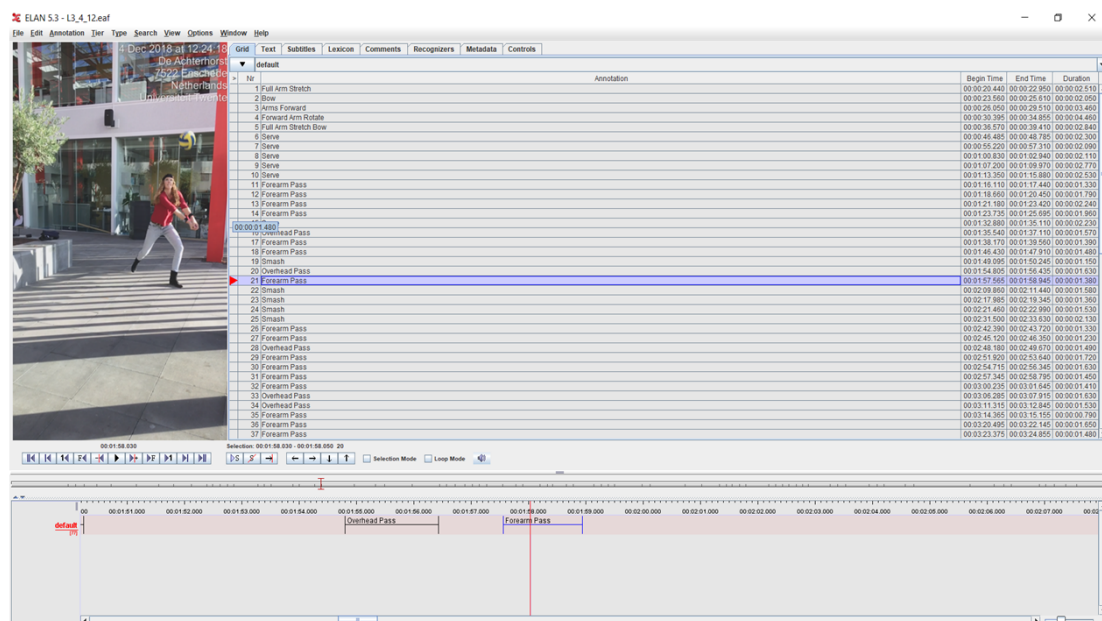 ELAN 5.3 - L3_4_12.eaf
File Edit Annotation Tier Type Search View Options Window Help
4 Dec 2018 at 12:24:18
De Achterhorst
7522 Enschede
Netherlands
Universiteit Twente
Grid Text Subtitles Lexicon Comments Recognizers Metadata Controls
default
> Nr Annotation Begin Time End Time Duration
1 Full Arm Stretch 00:00:20.440 00:00:22.950 00:00:02.510
2 Bow 00:00:23.560 00:00:25.610 00:00:02.050
3 Arms Forward 00:00:26.050 00:00:29.510 00:00:03.460
4 Forward Arm Rotate 00:00:30.395 00:00:34.855 00:00:04.460
5 Full Arm Stretch Bow 00:00:36.570 00:00:39.410 00:00:02.840
6 Serve 00:00:46.485 00:00:48.785 00:00:02.300
7 Serve 00:00:55.220 00:00:57.310 00:00:02.090
8 Serve 00:01:00.830 00:01:02.940 00:00:02.110
9 Serve 00:01:07.200 00:01:09.970 00:00:02.770
10 Serve 00:01:13.350 00:01:15.880 00:00:02.530
11 Forearm Pass 00:01:16.110 00:01:17.440 00:00:01.330
12 Forearm Pass 00:01:18.660 00:01:20.450 00:00:01.790
13 Forearm Pass 00:01:21.180 00:01:23.420 00:00:02.240
14 Forearm Pass 00:01:23.735 00:01:25.695 00:00:01.960
00:01:32.880 00:01:35.110 00:00:02.230
00:00:01.480
16 Overhead Pass 00:01:35.540 00:01:37.110 00:00:01.570
17 Forearm Pass 00:01:38.170 00:01:39.560 00:00:01.390
18 Forearm Pass 00:01:46.430 00:01:47.910 00:00:01.480
19 Smash 00:01:49.095 00:01:50.245 00:00:01.150
20 Overhead Pass 00:01:54.805 00:01:56.435 00:00:01.630
21 Forearm Pass 00:01:57.565 00:01:58.945 00:00:01.380
22 Smash 00:02:09.860 00:02:11.440 00:00:01.580
23 Smash 00:02:17.985 00:02:19.345 00:00:01.360
24 Smash 00:02:21.460 00:02:22.990 00:00:01.530
25 Smash 00:02:31.500 00:02:33.630 00:00:02.130
26 Forearm Pass 00:02:42.390 00:02:43.720 00:00:01.330
27 Forearm Pass 00:02:45.120 00:02:46.350 00:00:01.230
28 Overhead Pass 00:02:48.180 00:02:49.670 00:00:01.490
29 Forearm Pass 00:02:51.920 00:02:53.640 00:00:01.720
30 Forearm Pass 00:02:54.715 00:02:56.345 00:00:01.630
31 Forearm Pass 00:02:57.345 00:02:58.795 00:00:01.450
32 Forearm Pass 00:03:00.235 00:03:01.645 00:00:01.410
33 Overhead Pass 00:03:06.285 00:03:07.915 00:00:01.630
34 Overhead Pass 00:03:11.315 00:03:12.845 00:00:01.530
35 Forearm Pass 00:03:14.365 00:03:15.155 00:00:00.790
36 Forearm Pass 00:03:20.495 00:03:22.145 00:00:01.650
37 Forearm Pass 00:03:23.375 00:03:24.855 00:00:01.480
00:01:58.030 Selection: 00:01:58.030 - 00:01:58.050 20
Selection Mode Loop Mode
00 00:01:51.000 00:01:52.000 00:01:53.000 00:01:54.000 00:01:55.000 00:01:56.000 00:01:57.000 00:01:58.000 00:01:59.000 00:02:00.000 00:02:01.000 00:02:02.000 00:02:03.000 00:02:04.000 00:02:05.000 00:02:06.000 00:02:07.000 00:02
default Overhead Pass Forearm Pass